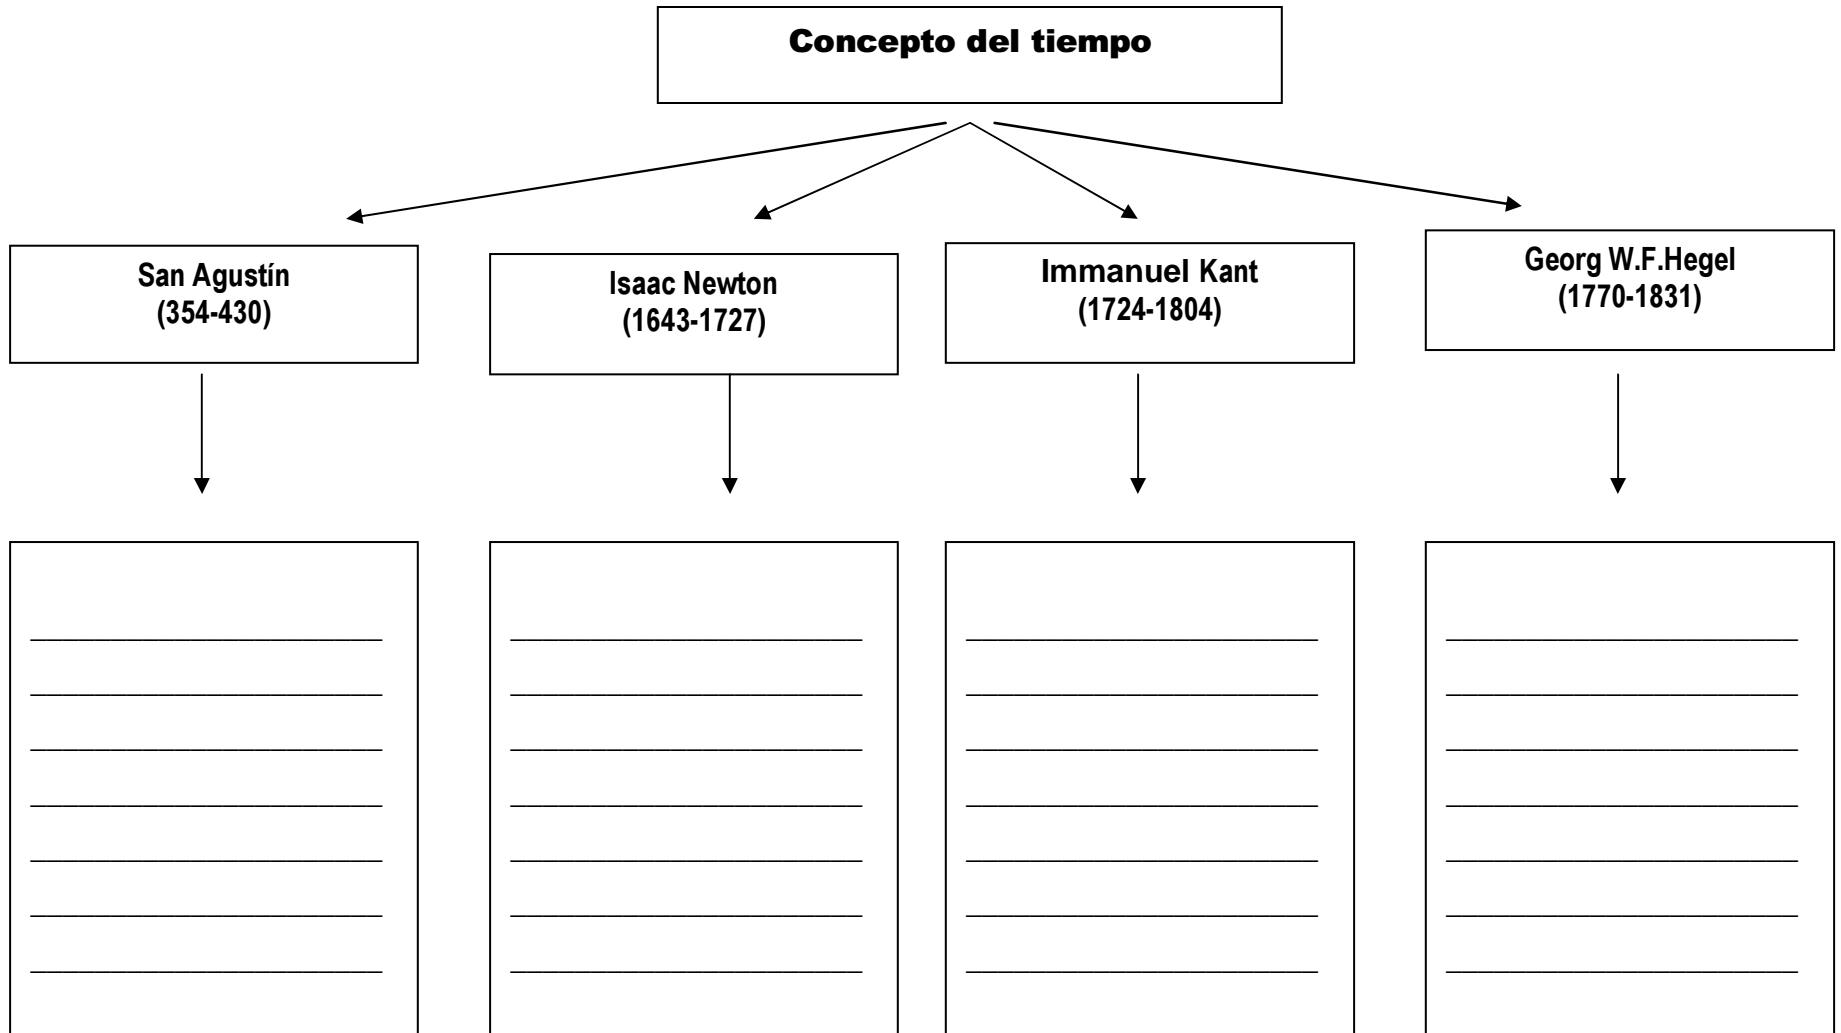 Concepto del tiempo
San Agustín
(354-430)
Isaac Newton
(1643-1727)
Immanuel Kant
(1724-1804)
Georg W.F.Hegel
(1770-1831)